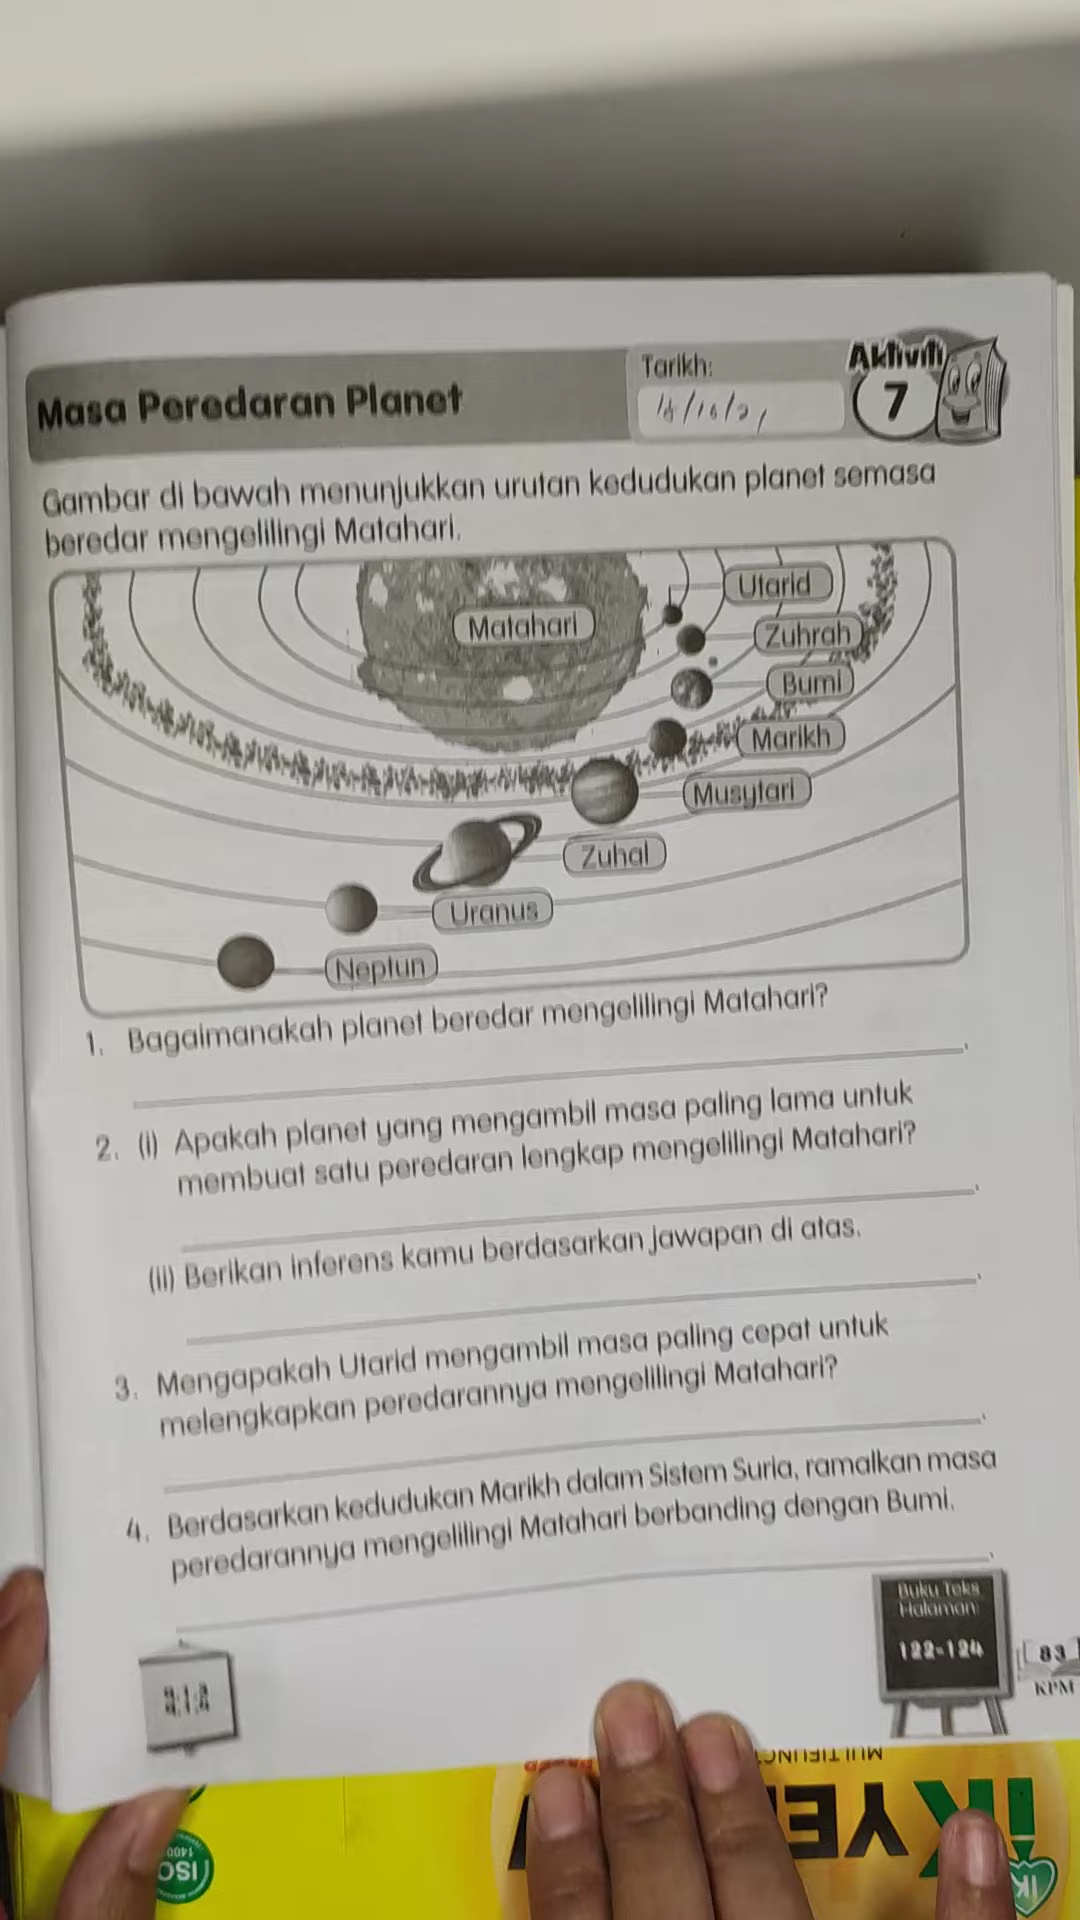 Masa Peredaran Planet
Tarikh:
Aktiviti
7
Gambar di bawah menunjukkan urutan kedudukan planet semasa
beredar mengelilingi Matahari.
Matahari
Utarid
Zuhrah
Bumi
Marikh
Musytari
Zuhal
Uranus
Neptun
1. Bagaimanakah planet beredar mengelilingi Matahari?
2. (i) Apakah planet yang mengambil masa paling lama untuk
membuat satu peredaran lengkap mengelilingi Matahari?
(ii) Berikan inferens kamu berdasarkan jawapan di atas.
3. Mengapakah Utarid mengambil masa paling cepat untuk
melengkapkan peredarannya mengelilingi Matahari?
4. Berdasarkan kedudukan Marikh dalam Sistem Suria, ramalkan masa
peredarannya mengelilingi Matahari berbanding dengan Bumi.
Buku Teks
Halaman:
122-124
83
KPM
IK YE
ISO
IK